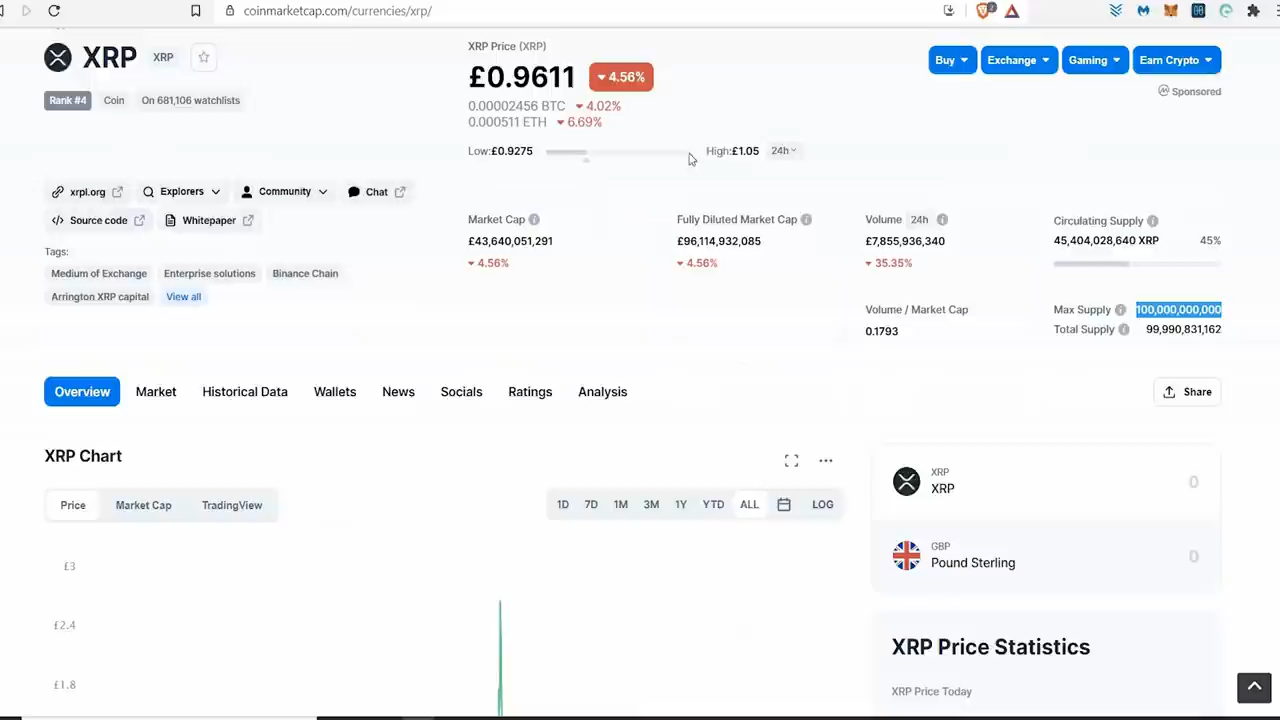 coinmarketcap.com/currencies/xrp/
XRP XRP
Rank #4 Coin On 681,106 watchlists
XRP Price (XRP)
£0.9611 4.56%
0.00002456 BTC 4.02%
0.000511 ETH 6.69%
Low:£0.9275 High:£1.05 24h
Buy Exchange Gaming Earn Crypto
Sponsored
xrpl.org Explorers Community Chat
Source code Whitepaper
Tags:
Medium of Exchange Enterprise solutions Binance Chain
Arrington XRP capital View all
Market Cap
£43,640,051,291
4.56%
Fully Diluted Market Cap
£96,114,932,085
4.56%
Volume 24h
£7,855,936,340
35.35%
Volume / Market Cap
0.1793
Circulating Supply
45,404,028,640 XRP 45%
Max Supply 100,000,000,000
Total Supply 99,990,831,162
Overview Market Historical Data Wallets News Socials Ratings Analysis
Share
XRP Chart
Price Market Cap TradingView
1D 7D 1M 3M 1Y YTD ALL LOG
£3
£2.4
£1.8
XRP
XRP 0
GBP
Pound Sterling 0
XRP Price Statistics
XRP Price Today